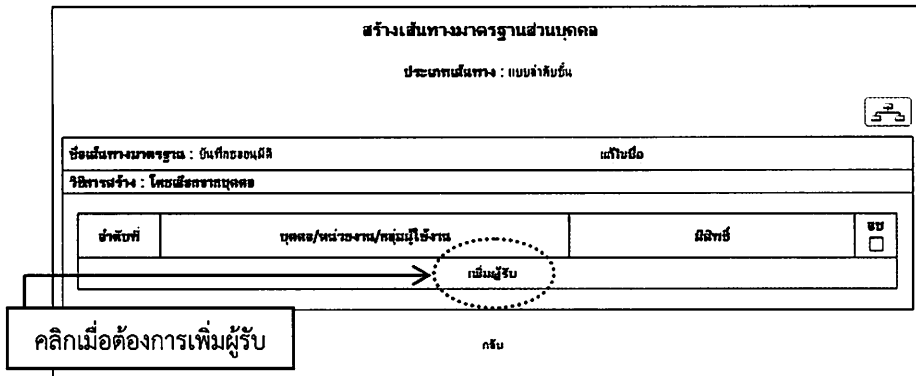 สร้างเส้นทางมาตรฐานส่วนบุคคล
ประเภทเส้นทาง : แบบลำดับชั้น
ชื่อเส้นทางมาตรฐาน : บันทึกขออนุมัติ แก้ไขชื่อ
วิธีการสร้าง : โดยเลือกจากบุคคล
ลำดับที่ บุคคล/หน่วยงาน/กลุ่มผู้ใช้งาน มีสิทธิ์ ลบ
เพิ่มผู้รับ
คลิกเมื่อต้องการเพิ่มผู้รับ
กลับ